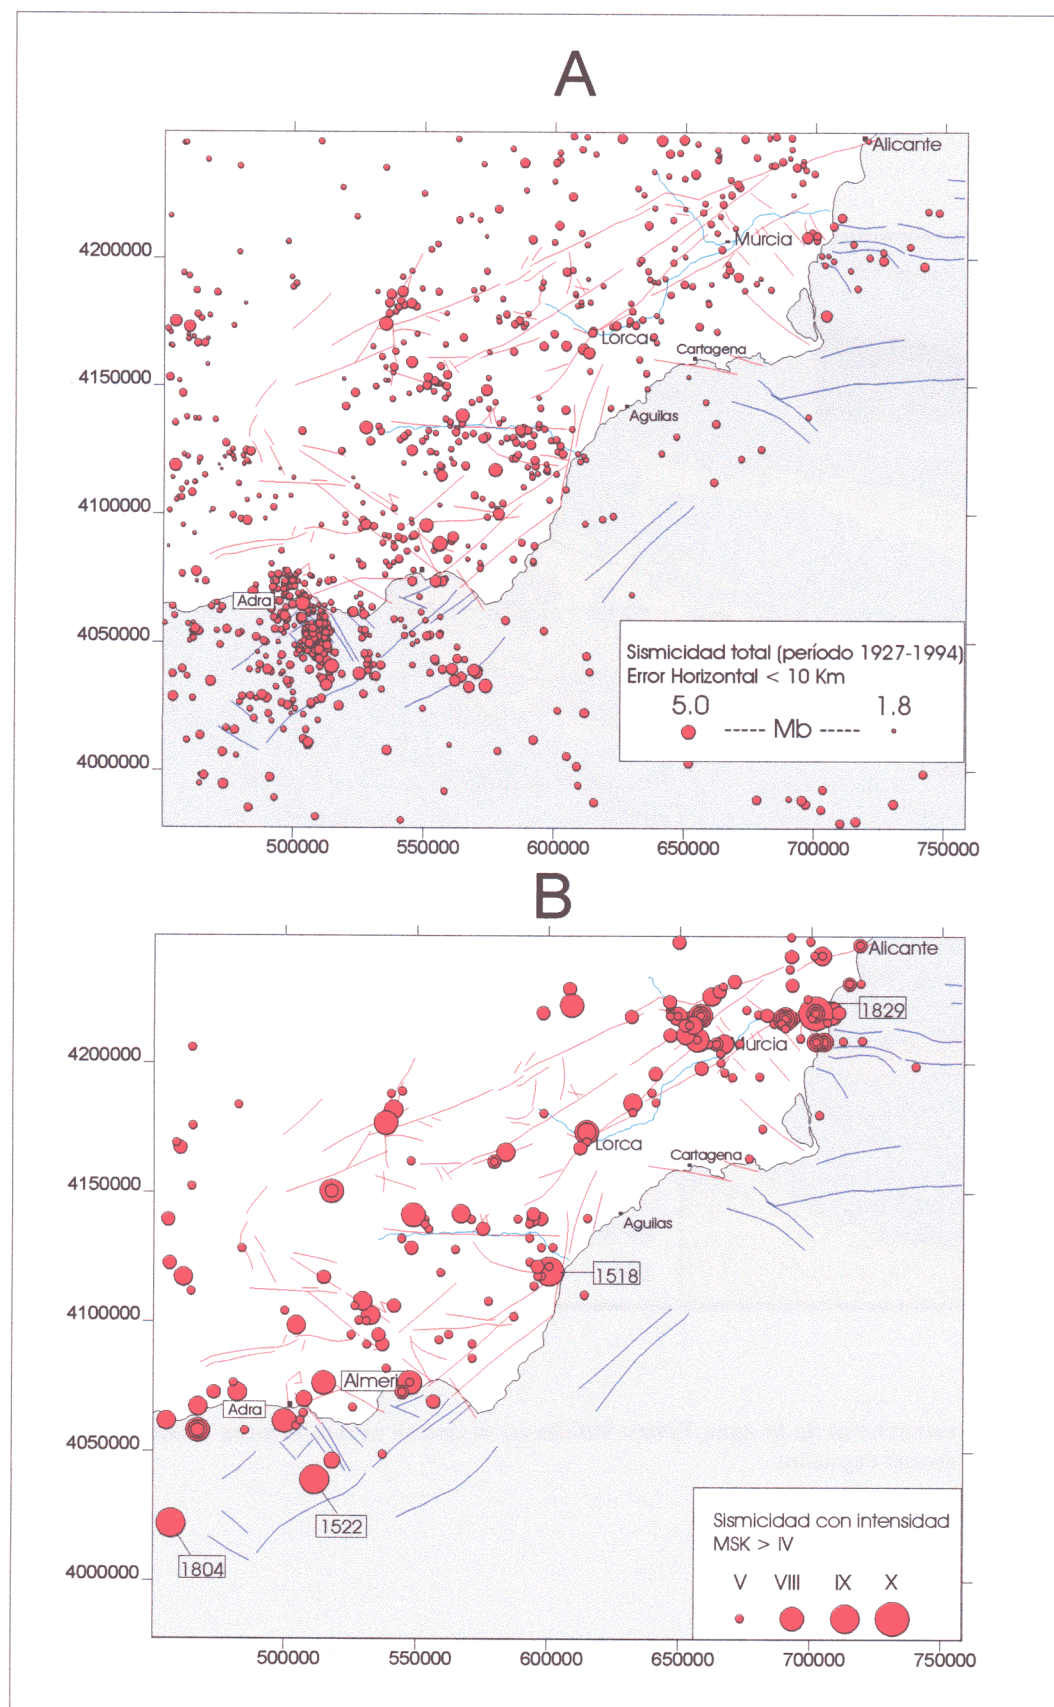 A
Alicante
Murcia
Lorca
Cartagena
Aguilas
Adra
4200000
4150000
4100000
4050000
4000000
Sismicidad total (período 1927-1994)
Error Horizontal < 10 Km
5.0 1.8
----- Mb -----
500000 550000 600000 650000 700000 750000
B
Alicante
1829
Murcia
Lorca
Cartagena
Aguilas
1518
Almeri
Adra
1522
1804
4200000
4150000
4100000
4050000
4000000
Sismicidad con intensidad
MSK > IV
V VIII IX X
500000 550000 600000 650000 700000 750000